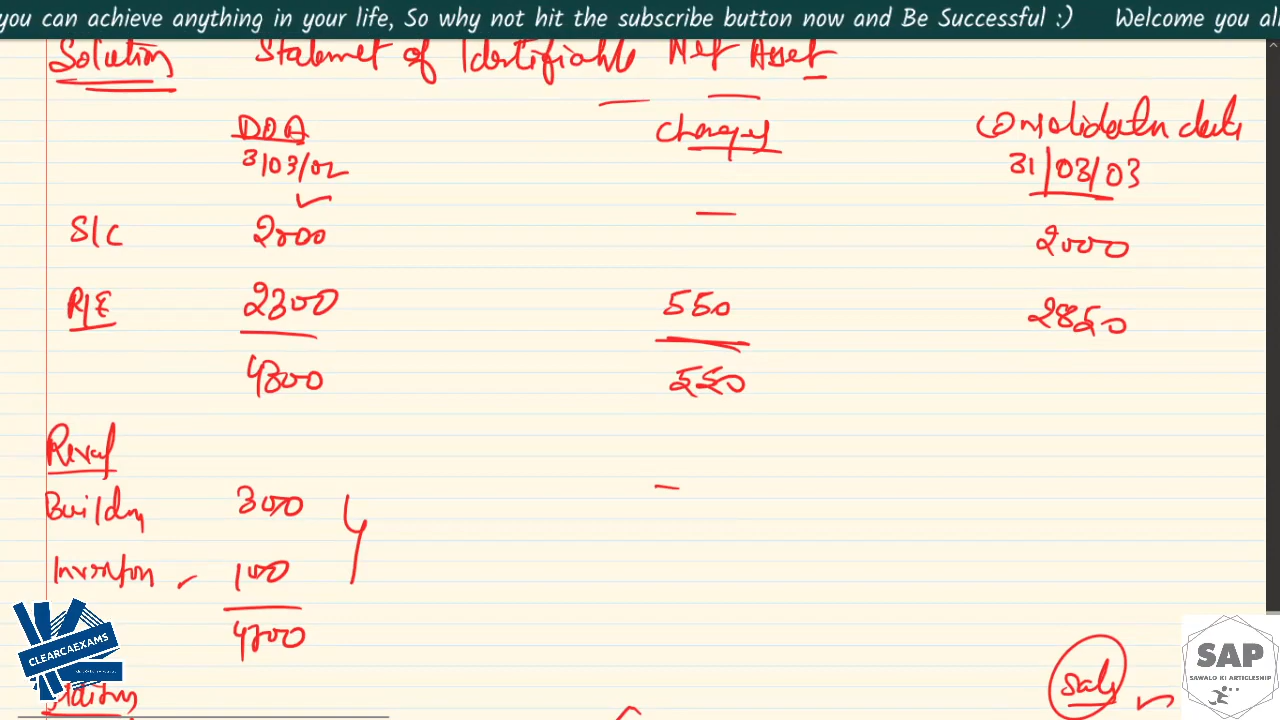 you can achieve anything in your life, So why not hit the subscribe button now and Be Successful :) Welcome you all
Solution Statement of Identifiable Net Asset
DOA Changes Consolidation date
31/03/02 31/03/03
S/C 2000 — 2000
R/E 2300 550 2850
4300 550
Reval
Building 300 —
Inventory 100
4700
CLEARCAEXAMS
SAP
SAWALO KI ARTICLESHIP